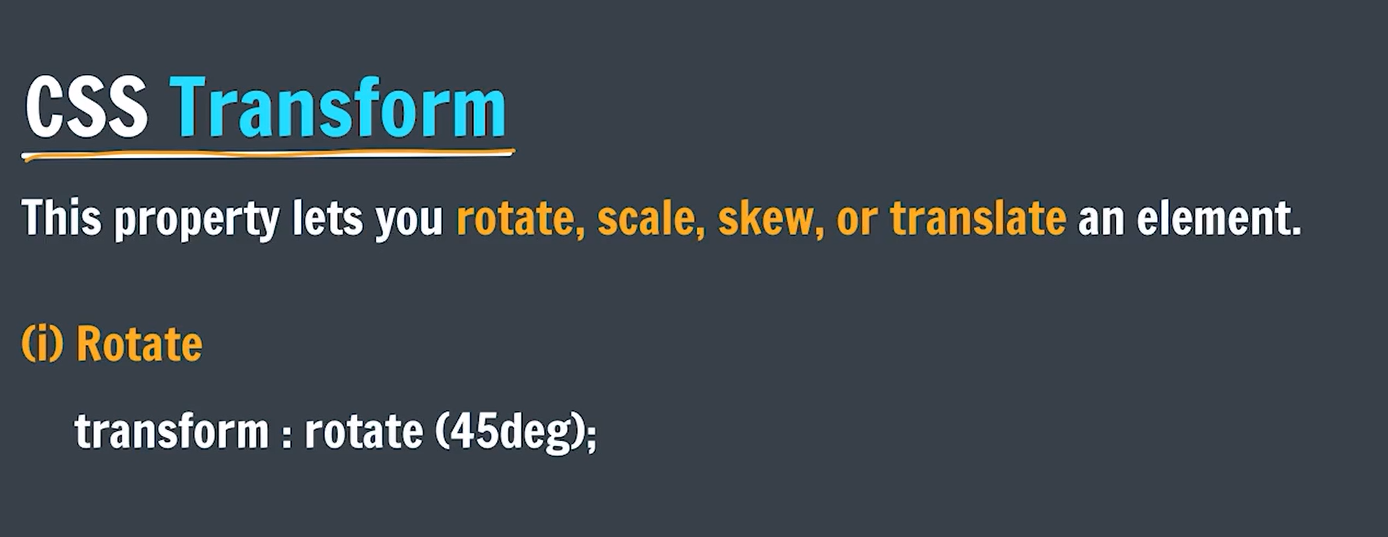 CSS Transform
This property lets you rotate, scale, skew, or translate an element.
(i) Rotate
transform : rotate (45deg);